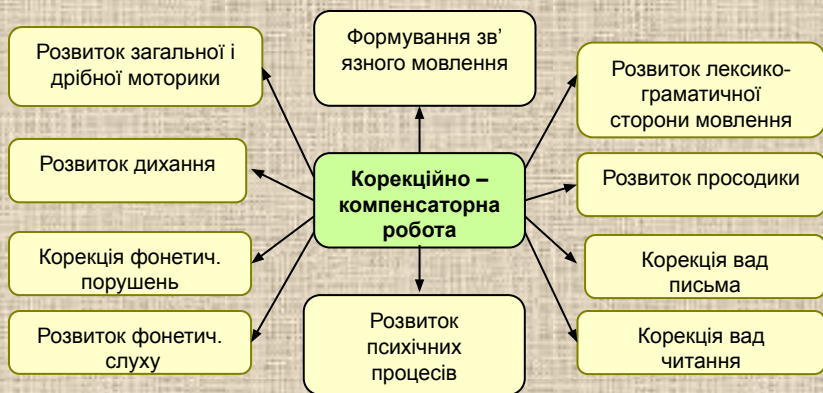 Розвиток загальної і
дрібної моторики
Формування зв’
язного мовлення
Розвиток лексико-
граматичної
сторони мовлення
Розвиток дихання
Корекційно –
компенсаторна
робота
Розвиток просодики
Корекція фонетич.
порушень
Корекція вад
письма
Розвиток фонетич.
слуху
Розвиток
психічних
процесів
Корекція вад
читання